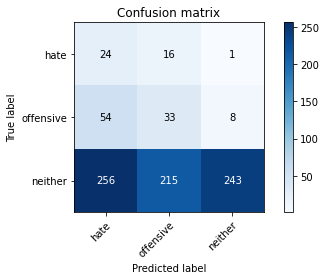 Confusion matrix
250
hate 24 16 1
200
offensive 54 33 8
150
100
neither 256 215 243
50
True label
hate offensive neither
Predicted label